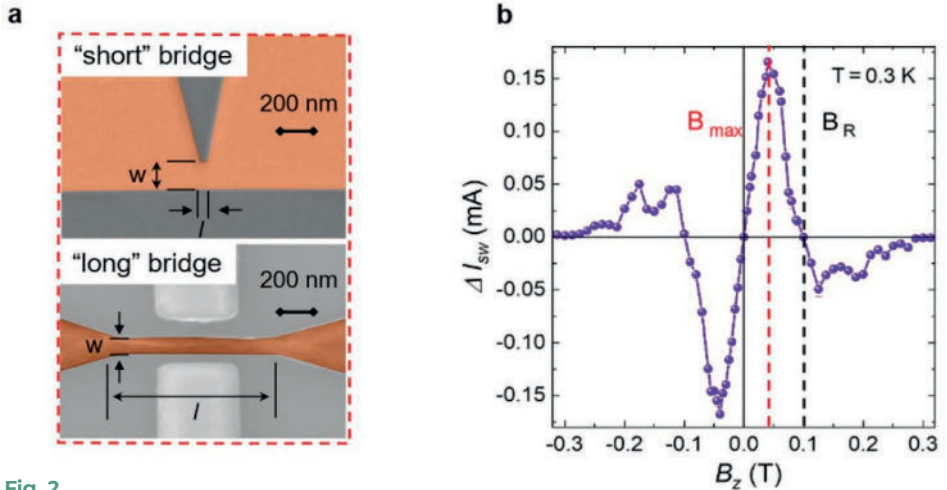 a
"short" bridge
200 nm
w
l
"long" bridge
200 nm
w
l
b
T = 0.3 K
B max
B R
0.15
0.10
0.05
0.00
-0.05
-0.10
-0.15
Δ I sw (mA)
-0.3 -0.2 -0.1 0.0 0.1 0.2 0.3
B z (T)
Fig. 2